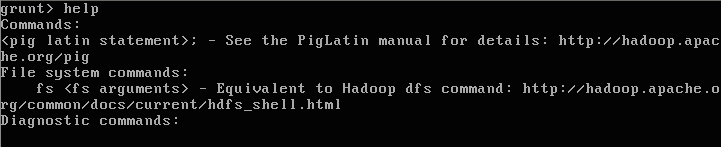 grunt> help
Commands:
<pig latin statement>; - See the PigLatin manual for details: http://hadoop.apac
he.org/pig
File system commands:
    fs <fs arguments> - Equivalent to Hadoop dfs command: http://hadoop.apache.o
rg/common/docs/current/hdfs_shell.html
Diagnostic commands: